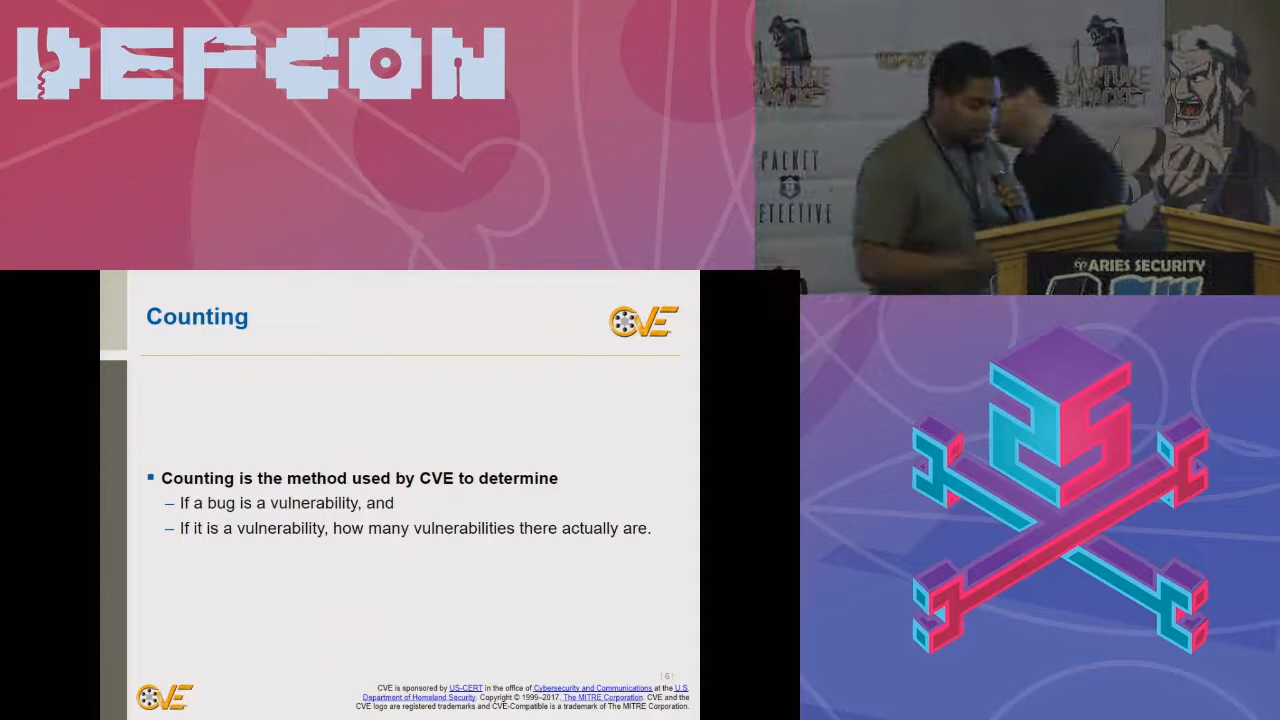 DEFCON
CAPTURE
PACKET
PACKET
DETECTIVE
ARIES SECURITY
Counting
CVE
Counting is the method used by CVE to determine
– If a bug is a vulnerability, and
– If it is a vulnerability, how many vulnerabilities there actually are.
| 6 |
CVE
CVE is sponsored by US-CERT in the office of Cybersecurity and Communications at the U.S.
Department of Homeland Security. Copyright © 1999–2017, The MITRE Corporation. CVE and the
CVE logo are registered trademarks and CVE-Compatible is a trademark of The MITRE Corporation.
25